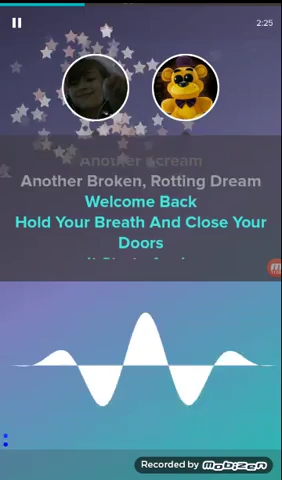 2:25
Another Scream
Another Broken, Rotting Dream
Welcome Back
Hold Your Breath And Close Your
Doors
Recorded by mobizen